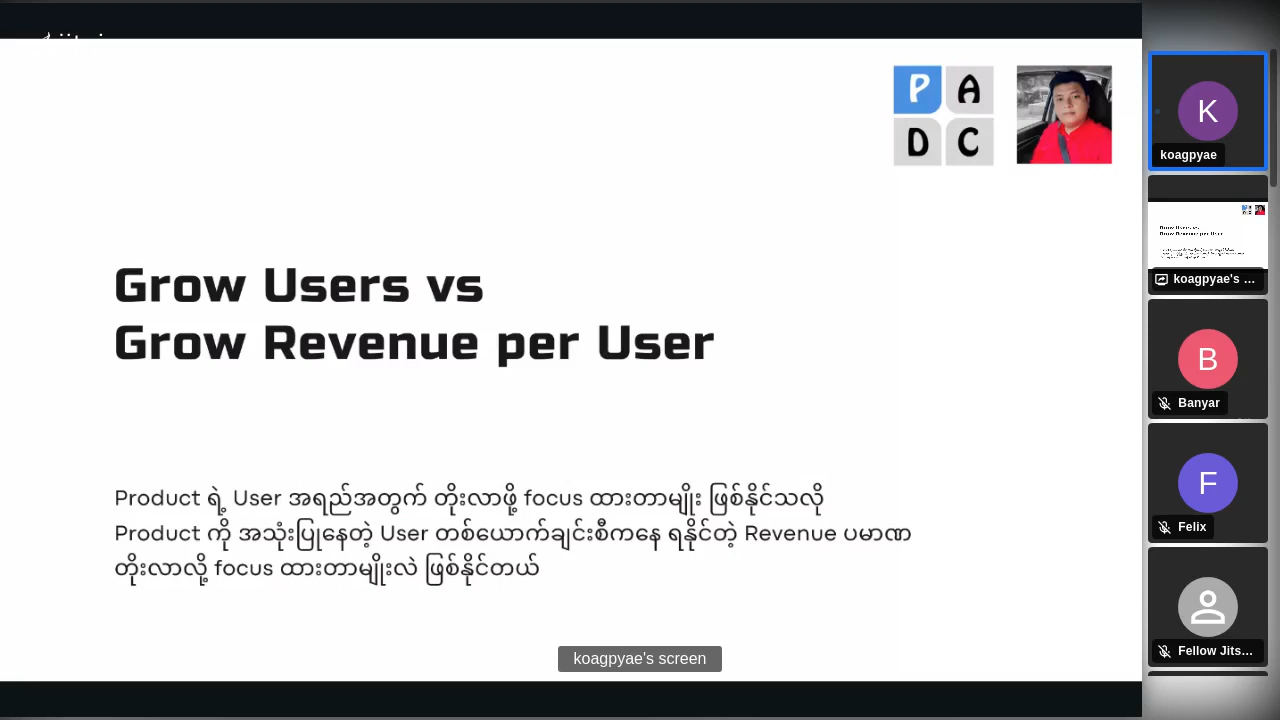 P A
D C
Grow Users vs
Grow Revenue per User
Product ရဲ့ User အရည်အတွက် တိုးလာဖို့ focus ထားတာမျိုး ဖြစ်နိုင်သလို
Product ကို အသုံးပြုနေတဲ့ User တစ်ယောက်ချင်းစီကနေ ရနိုင်တဲ့ Revenue ပမာဏ
တိုးလာလို့ focus ထားတာမျိုးလဲ ဖြစ်နိုင်တယ်
koagpyae's screen
K
koagpyae
koagpyae's ...
B
Banyar
F
Felix
Fellow Jits...